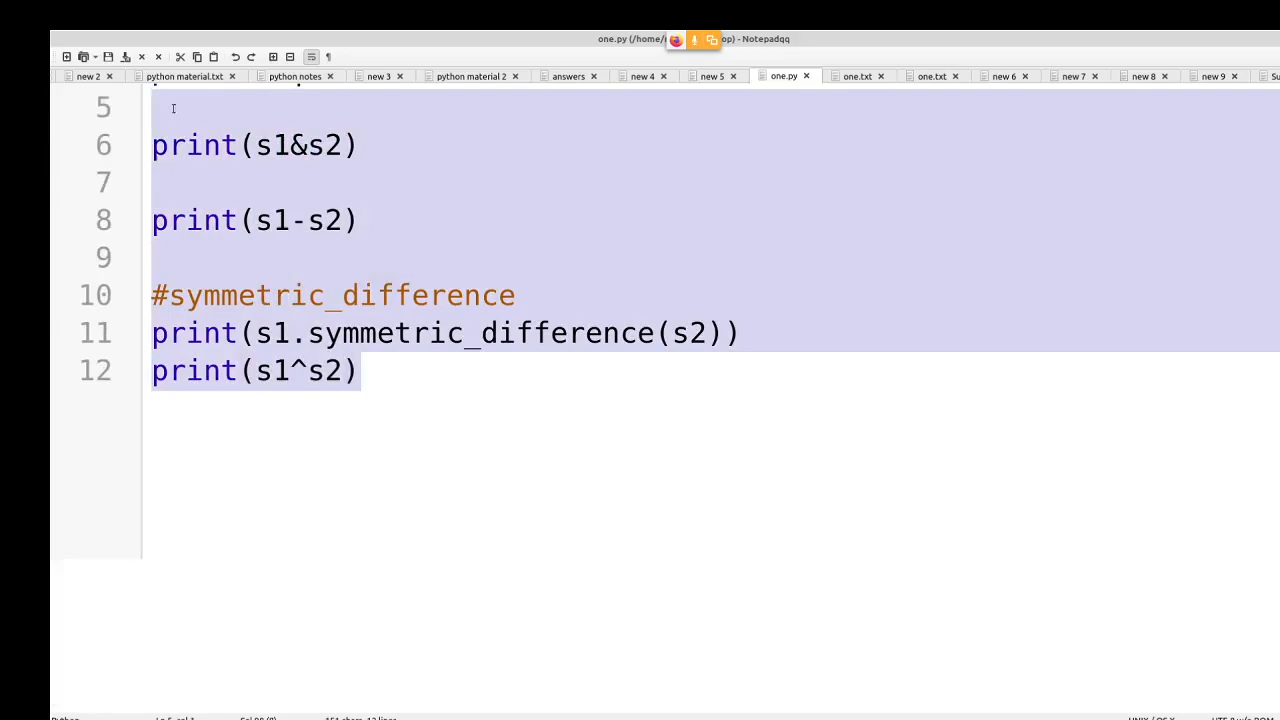 one.py (/home/ op) - Notepadqq
new 2 python material.txt python notes new 3 python material 2 answers new 4 new 5 one.py one.txt one.txt new 6 new 7 new 8 new 9
5
6 print(s1&s2)
7
8 print(s1-s2)
9
10 #symmetric_difference
11 print(s1.symmetric_difference(s2))
12 print(s1^s2)